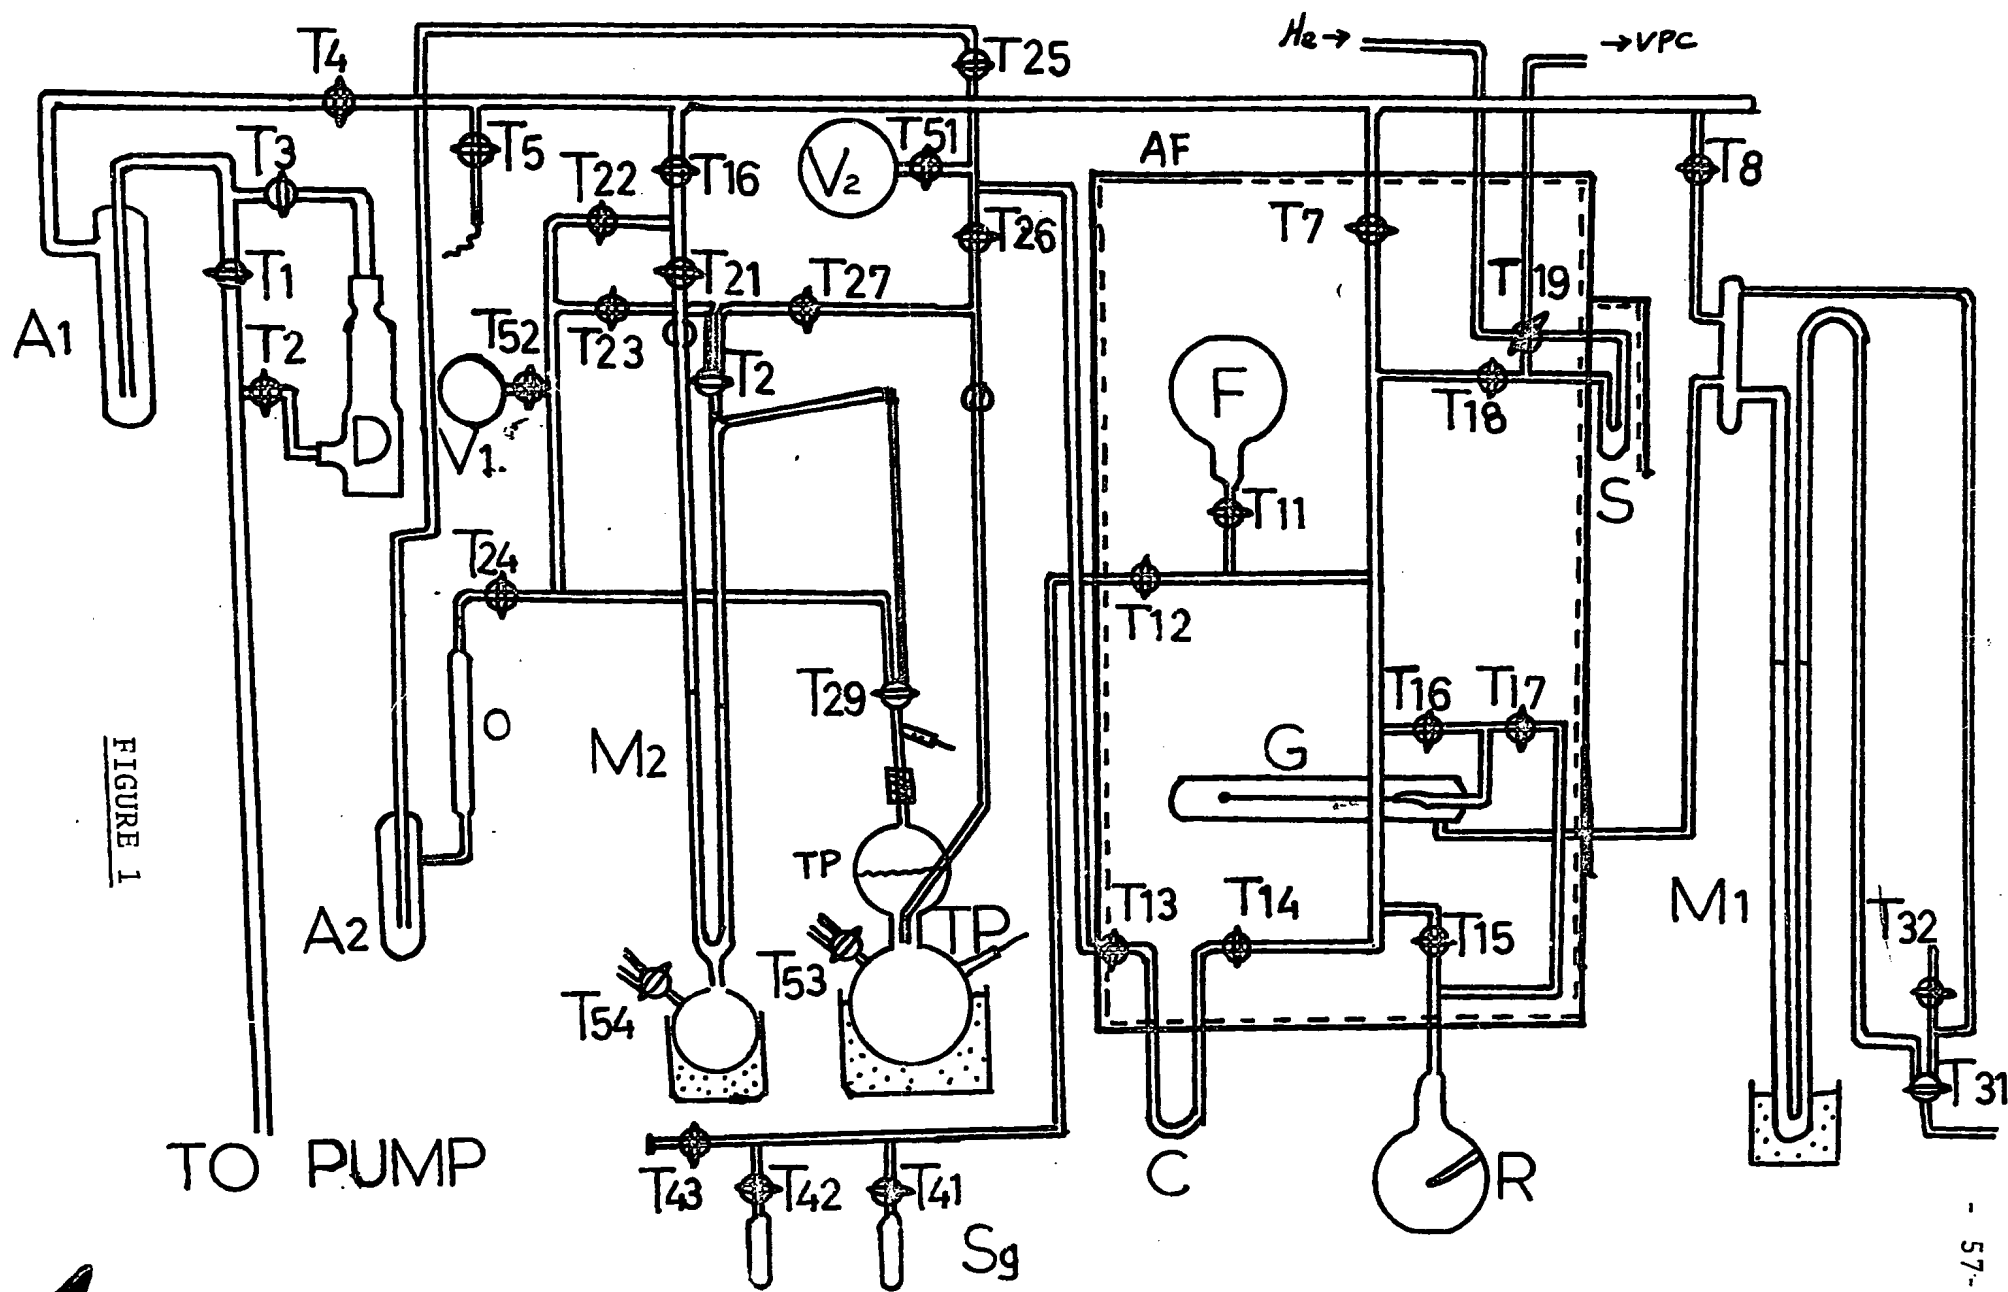 He→
→VPC
T4
T25
T3
T5
T22
T16
V2
T51
AF
T8
T26
T7
T1
T21
T27
T19
A1
T2
T52
T23
T2
F
T18
V1
D
S
T11
T24
T12
T29
T16
T17
O
M2
G
FIGURE 1
TP
TP
T13
T14
T15
M1
T32
A2
T53
T54
T31
TO PUMP
T43
T42
T41
C
R
Sg
- 57-